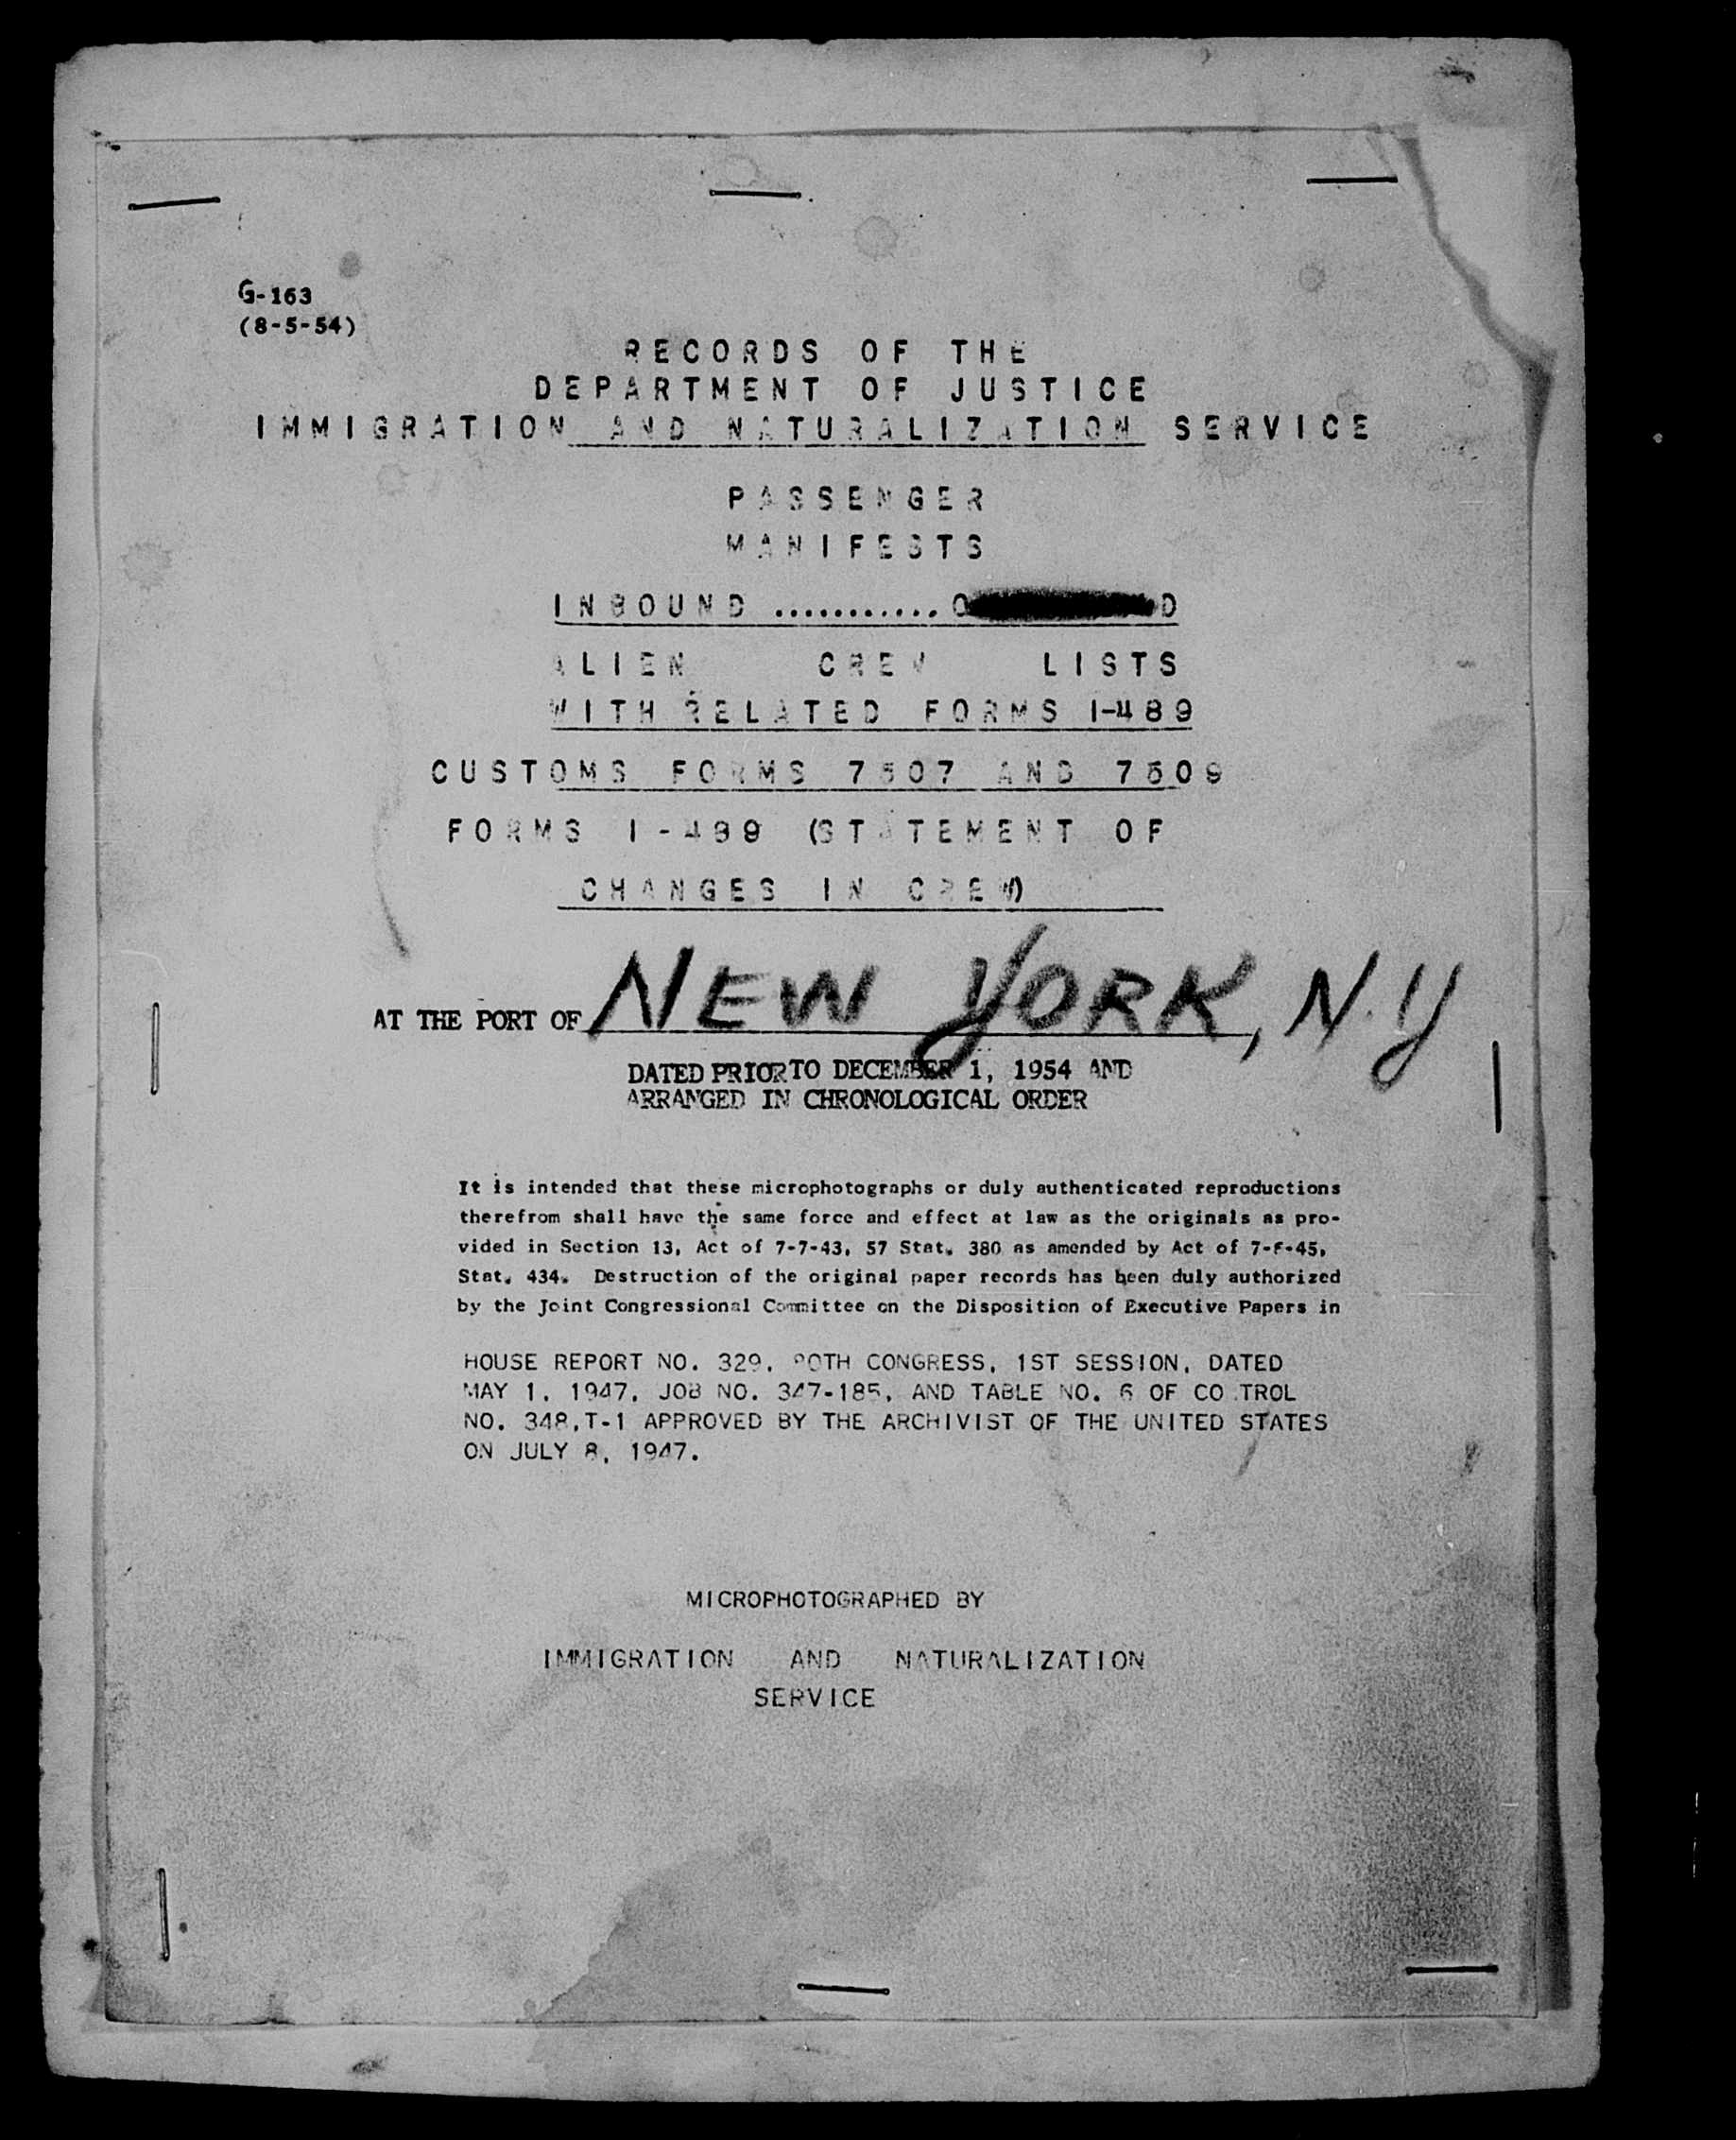 G-163
(8-5-54)
RECORDS OF THE
DEPARTMENT OF JUSTICE
IMMIGRATION AND NATURALIZATION SERVICE
PASSENGER
MANIFESTS
INBOUND ...........O D
ALIEN CREW LISTS
WITH RELATED FORMS I-489
CUSTOMS FORMS 7507 AND 7509
FORMS I-489 (STATEMENT OF
CHANGES IN CREW)
AT THE PORT OF NEW YORK, N.Y
DATED PRIOR TO DECEMBER 1, 1954 AND
ARRANGED IN CHRONOLOGICAL ORDER
It is intended that these microphotographs or duly authenticated reproductions
therefrom shall have the same force and effect at law as the originals as pro-
vided in Section 13, Act of 7-7-43, 57 Stat. 380 as amended by Act of
Stat. 434. Destruction of the original paper records has been duly authorized
by the Joint Congressional Committee on the Disposition of Executive Papers in
HOUSE REPORT NO. 329, 80TH CONGRESS, 1ST SESSION, DATED
MAY 1, 1947, JOB NO. 347-185, AND TABLE NO. 6 OF CO TROL
NO. 348,T-1 APPROVED BY THE ARCHIVIST OF THE UNITED STATES
ON JULY 8, 1947.
MICROPHOTOGRAPHED BY
IMMIGRATION AND NATURALIZATION
SERVICE